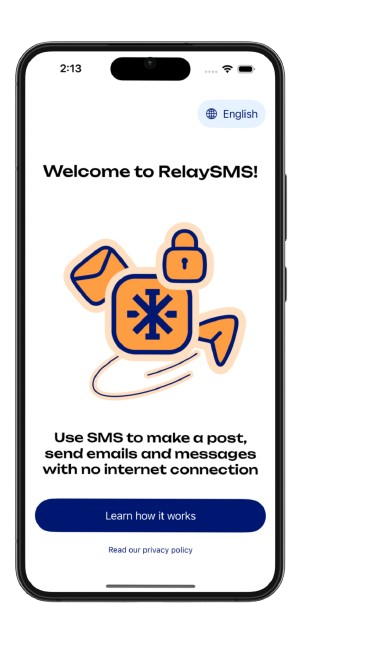 2:13
English
Welcome to RelaySMS!
Use SMS to make a post,
send emails and messages
with no internet connection
Learn how it works
Read our privacy policy